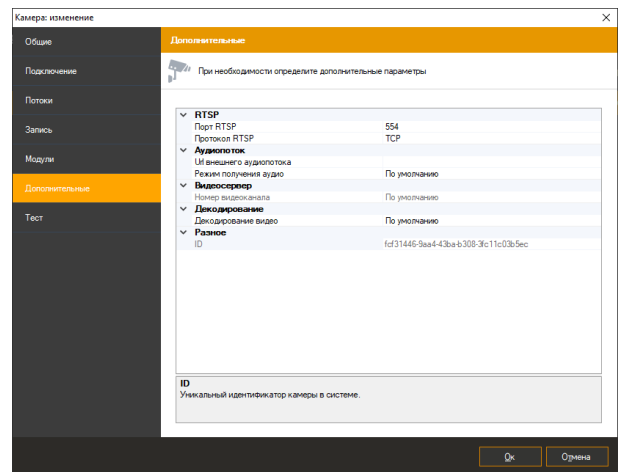 Камера: изменение
Общие
Подключение
Потоки
Запись
Модули
Дополнительные
Тест
Дополнительные
При необходимости определите дополнительные параметры
RTSP
Порт RTSP 554
Протокол RTSP TCP
Аудиопоток
Url внешнего аудиопотока
Режим получения аудио По умолчанию
Видеосервер
Номер видеоканала По умолчанию
Декодирование
Декодирование видео По умолчанию
Разное
ID fcf31446-9aa4-43ba-b308-3fc11c03b5ec
ID
Уникальный идентификатор камеры в системе.
Ок Отмена